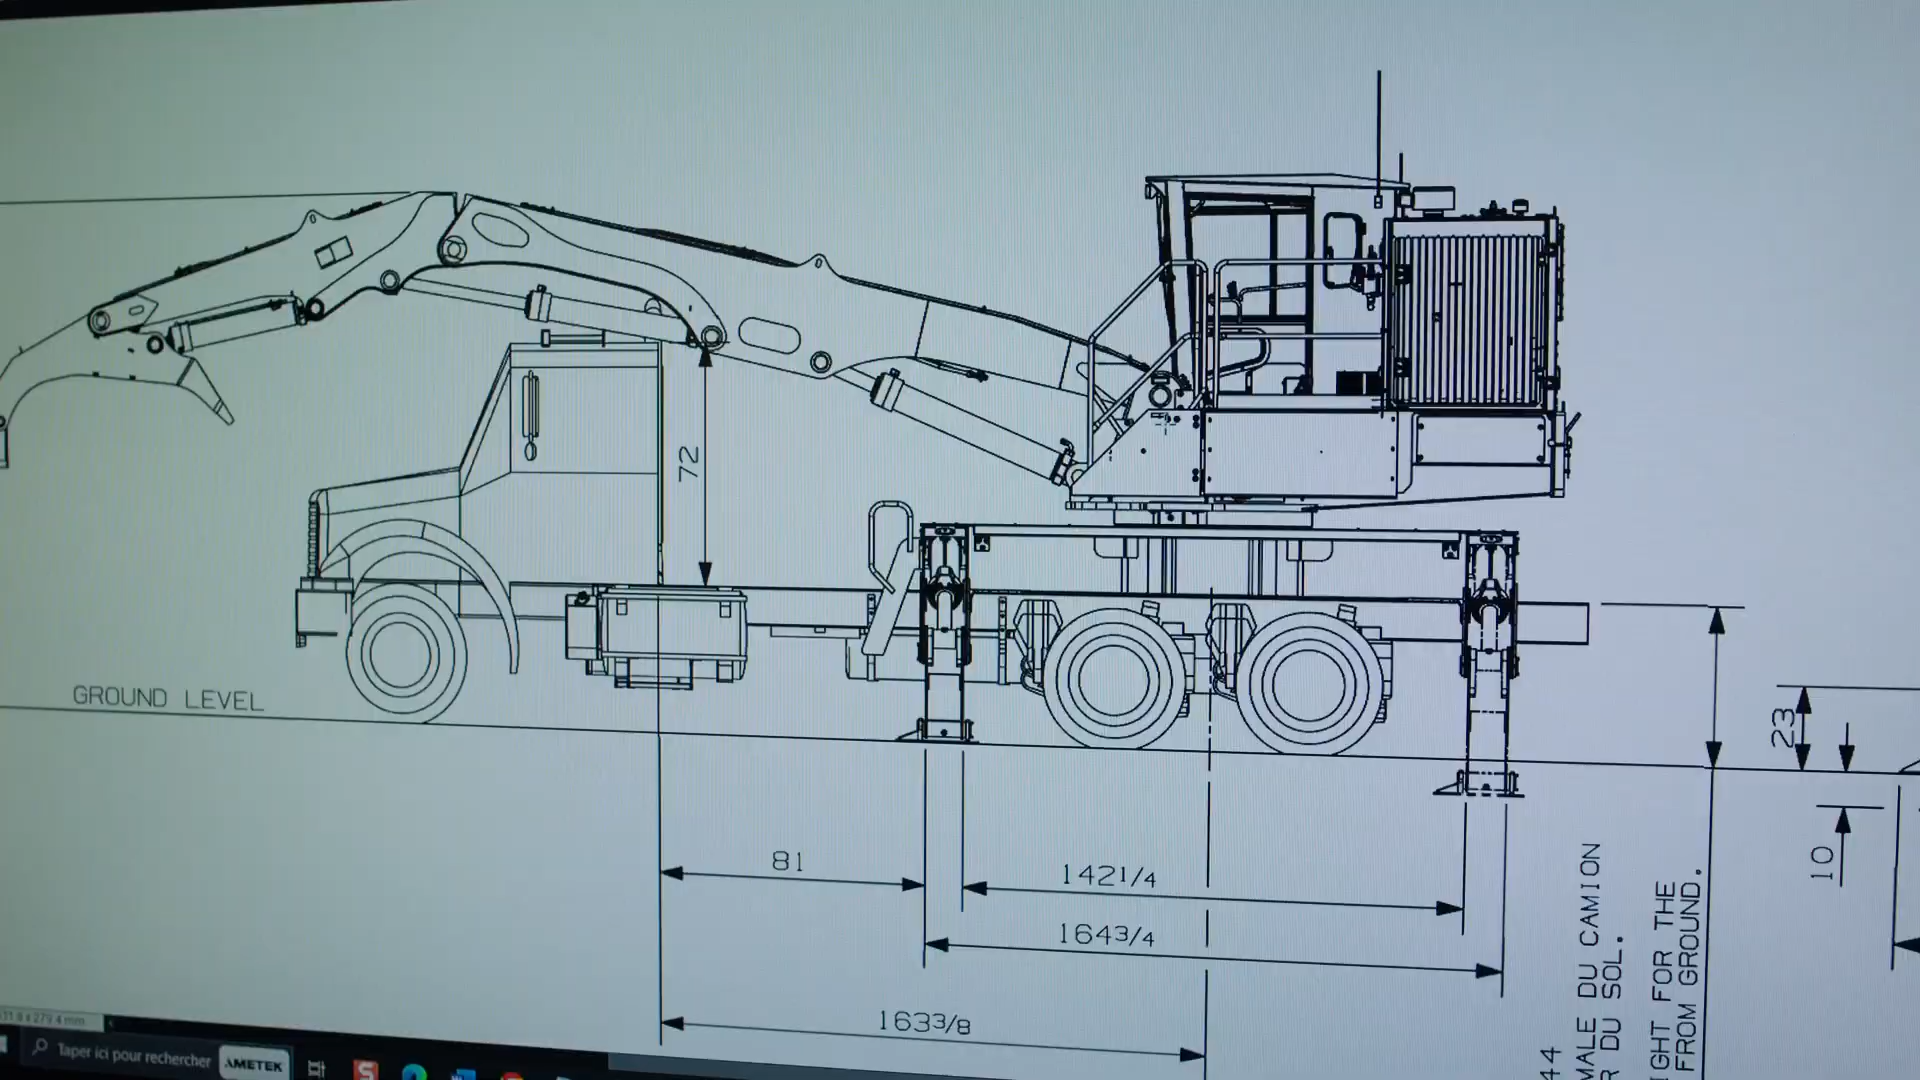 72
GROUND LEVEL
23
10
81
1421/4
1643/4
1633/8
44
MALE DU CAMION
R DU SOL.
IGHT FOR THE
FROM GROUND.
Taper ici pour rechercher
AMETEK